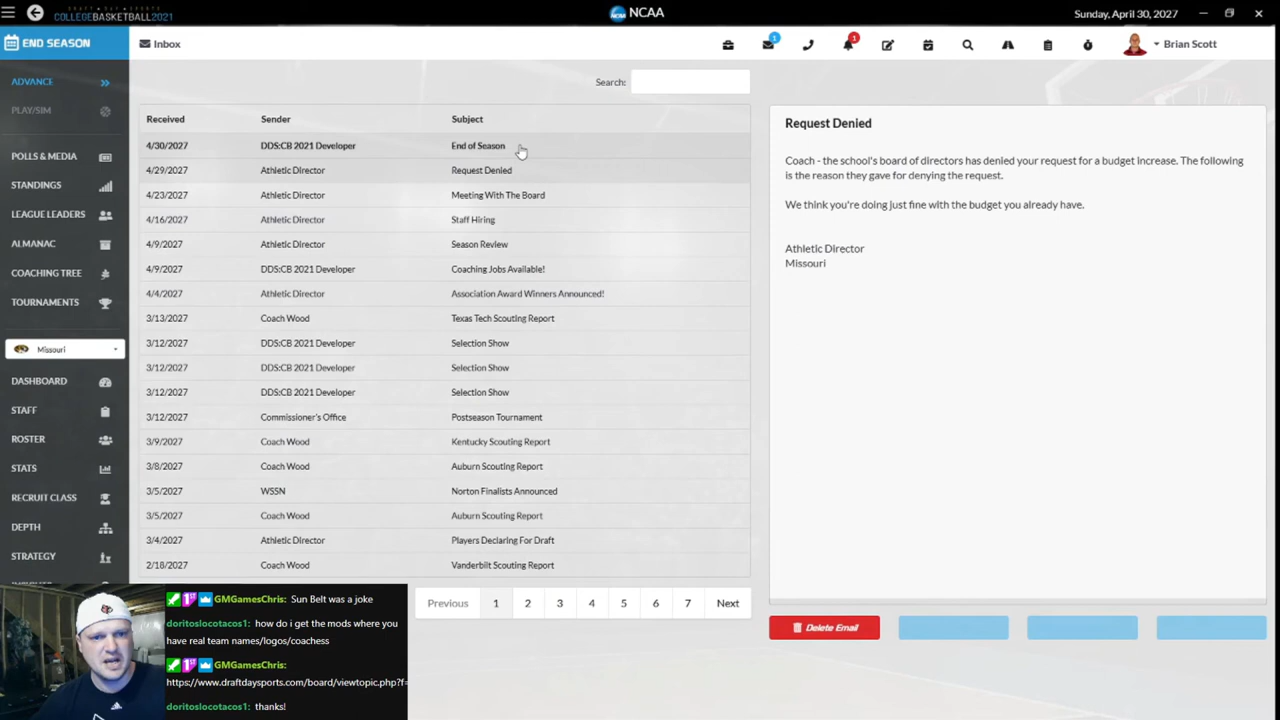 DRAFT DAY SPORTS
COLLEGE BASKETBALL 2021
NCAA
Sunday, April 30, 2027
END SEASON
Inbox
1
1
Brian Scott
ADVANCE
PLAY/SIM
POLLS & MEDIA
STANDINGS
LEAGUE LEADERS
ALMANAC
COACHING TREE
TOURNAMENTS
Missouri
DASHBOARD
STAFF
ROSTER
STATS
RECRUIT CLASS
DEPTH
STRATEGY
Search:
Received Sender Subject
4/30/2027 DDS:CB 2021 Developer End of Season
4/29/2027 Athletic Director Request Denied
4/23/2027 Athletic Director Meeting With The Board
4/16/2027 Athletic Director Staff Hiring
4/9/2027 Athletic Director Season Review
4/9/2027 DDS:CB 2021 Developer Coaching Jobs Available!
4/4/2027 Athletic Director Association Award Winners Announced!
3/13/2027 Coach Wood Texas Tech Scouting Report
3/12/2027 DDS:CB 2021 Developer Selection Show
3/12/2027 DDS:CB 2021 Developer Selection Show
3/12/2027 DDS:CB 2021 Developer Selection Show
3/12/2027 Commissioner's Office Postseason Tournament
3/9/2027 Coach Wood Kentucky Scouting Report
3/8/2027 Coach Wood Auburn Scouting Report
3/5/2027 WSSN Norton Finalists Announced
3/5/2027 Coach Wood Auburn Scouting Report
3/4/2027 Athletic Director Players Declaring For Draft
2/18/2027 Coach Wood Vanderbilt Scouting Report
Previous 1 2 3 4 5 6 7 Next
Request Denied
Coach - the school's board of directors has denied your request for a budget increase. The following
is the reason they gave for denying the request.
We think you're doing just fine with the budget you already have.
Athletic Director
Missouri
Delete Email
GMGamesChris: Sun Belt was a joke
doritoslocotacos1: how do i get the mods where you
have real team names/logos/coachess
GMGamesChris:
https://www.draftdaysports.com/board/viewtopic.php?f=
doritoslocotacos1: thanks!